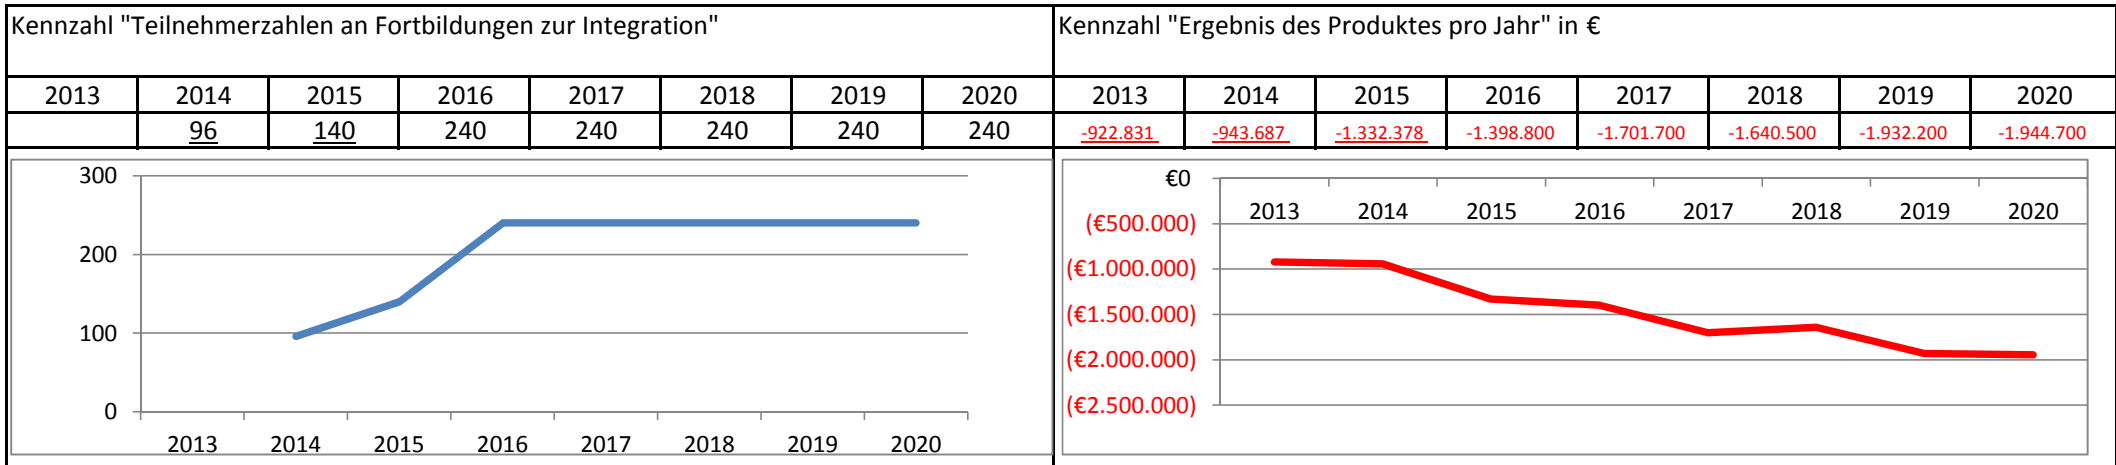 Kennzahl "Teilnehmerzahlen an Fortbildungen zur Integration"
2013 2014 2015 2016 2017 2018 2019 2020
96 140 240 240 240 240 240
300
200
100
0
2013 2014 2015 2016 2017 2018 2019 2020
Kennzahl "Ergebnis des Produktes pro Jahr" in €
2013 2014 2015 2016 2017 2018 2019 2020
-922.831 -943.687 -1.332.378 -1.398.800 -1.701.700 -1.640.500 -1.932.200 -1.944.700
€0
2013 2014 2015 2016 2017 2018 2019 2020
(€500.000)
(€1.000.000)
(€1.500.000)
(€2.000.000)
(€2.500.000)